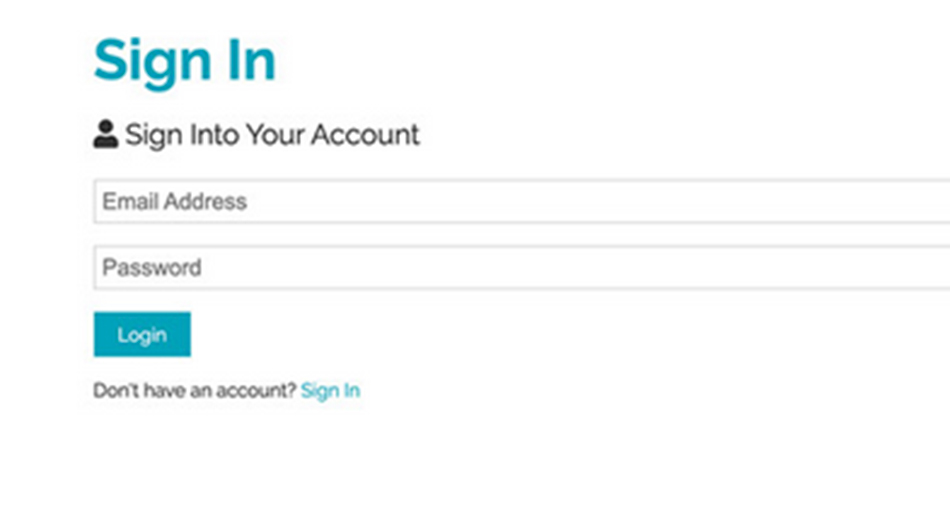 Sign In
Sign Into Your Account
Email Address
Password
Login
Don't have an account? Sign In